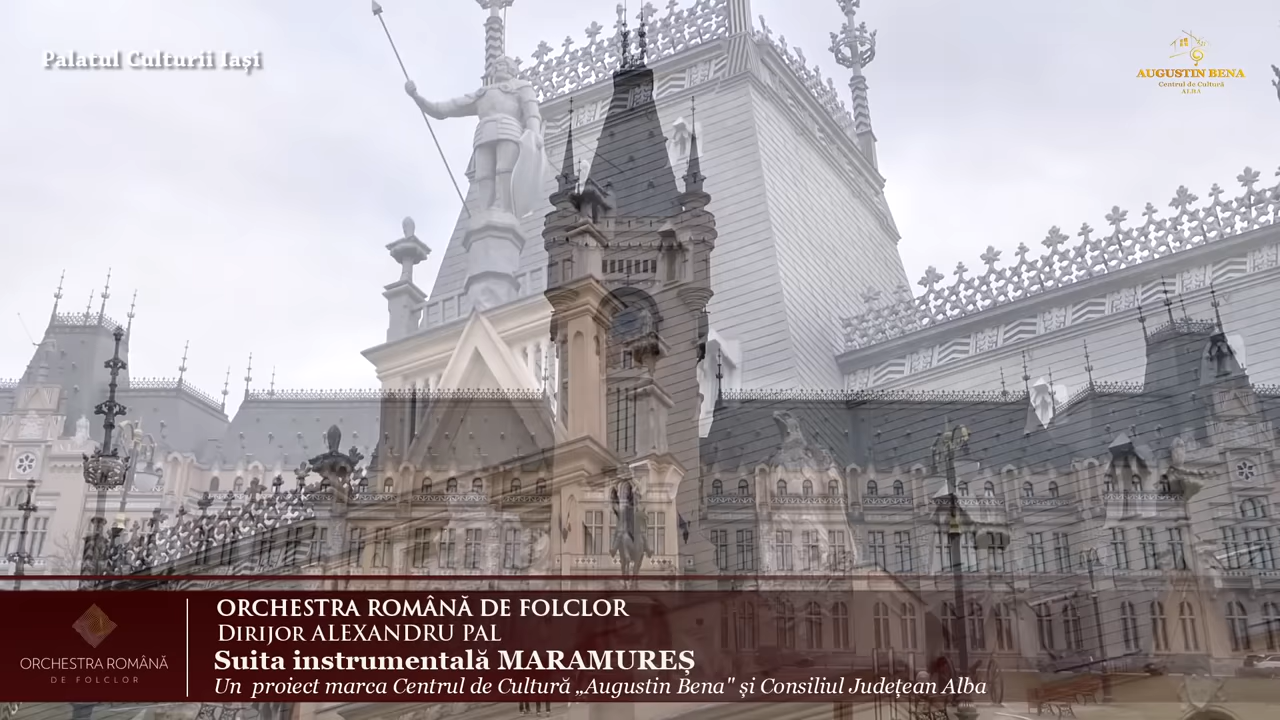 Palatul Culturii Iași
AUGUSTIN BENA
Centrul de Cultură
ALBA
ORCHESTRA ROMÂNĂ DE FOLCLOR
DIRIJOR ALEXANDRU PAL
Suita instrumentală MARAMUREȘ
Un proiect marca Centrul de Cultură „Augustin Bena" și Consiliul Județean Alba
ORCHESTRA ROMÂNĂ
DE FOLCLOR